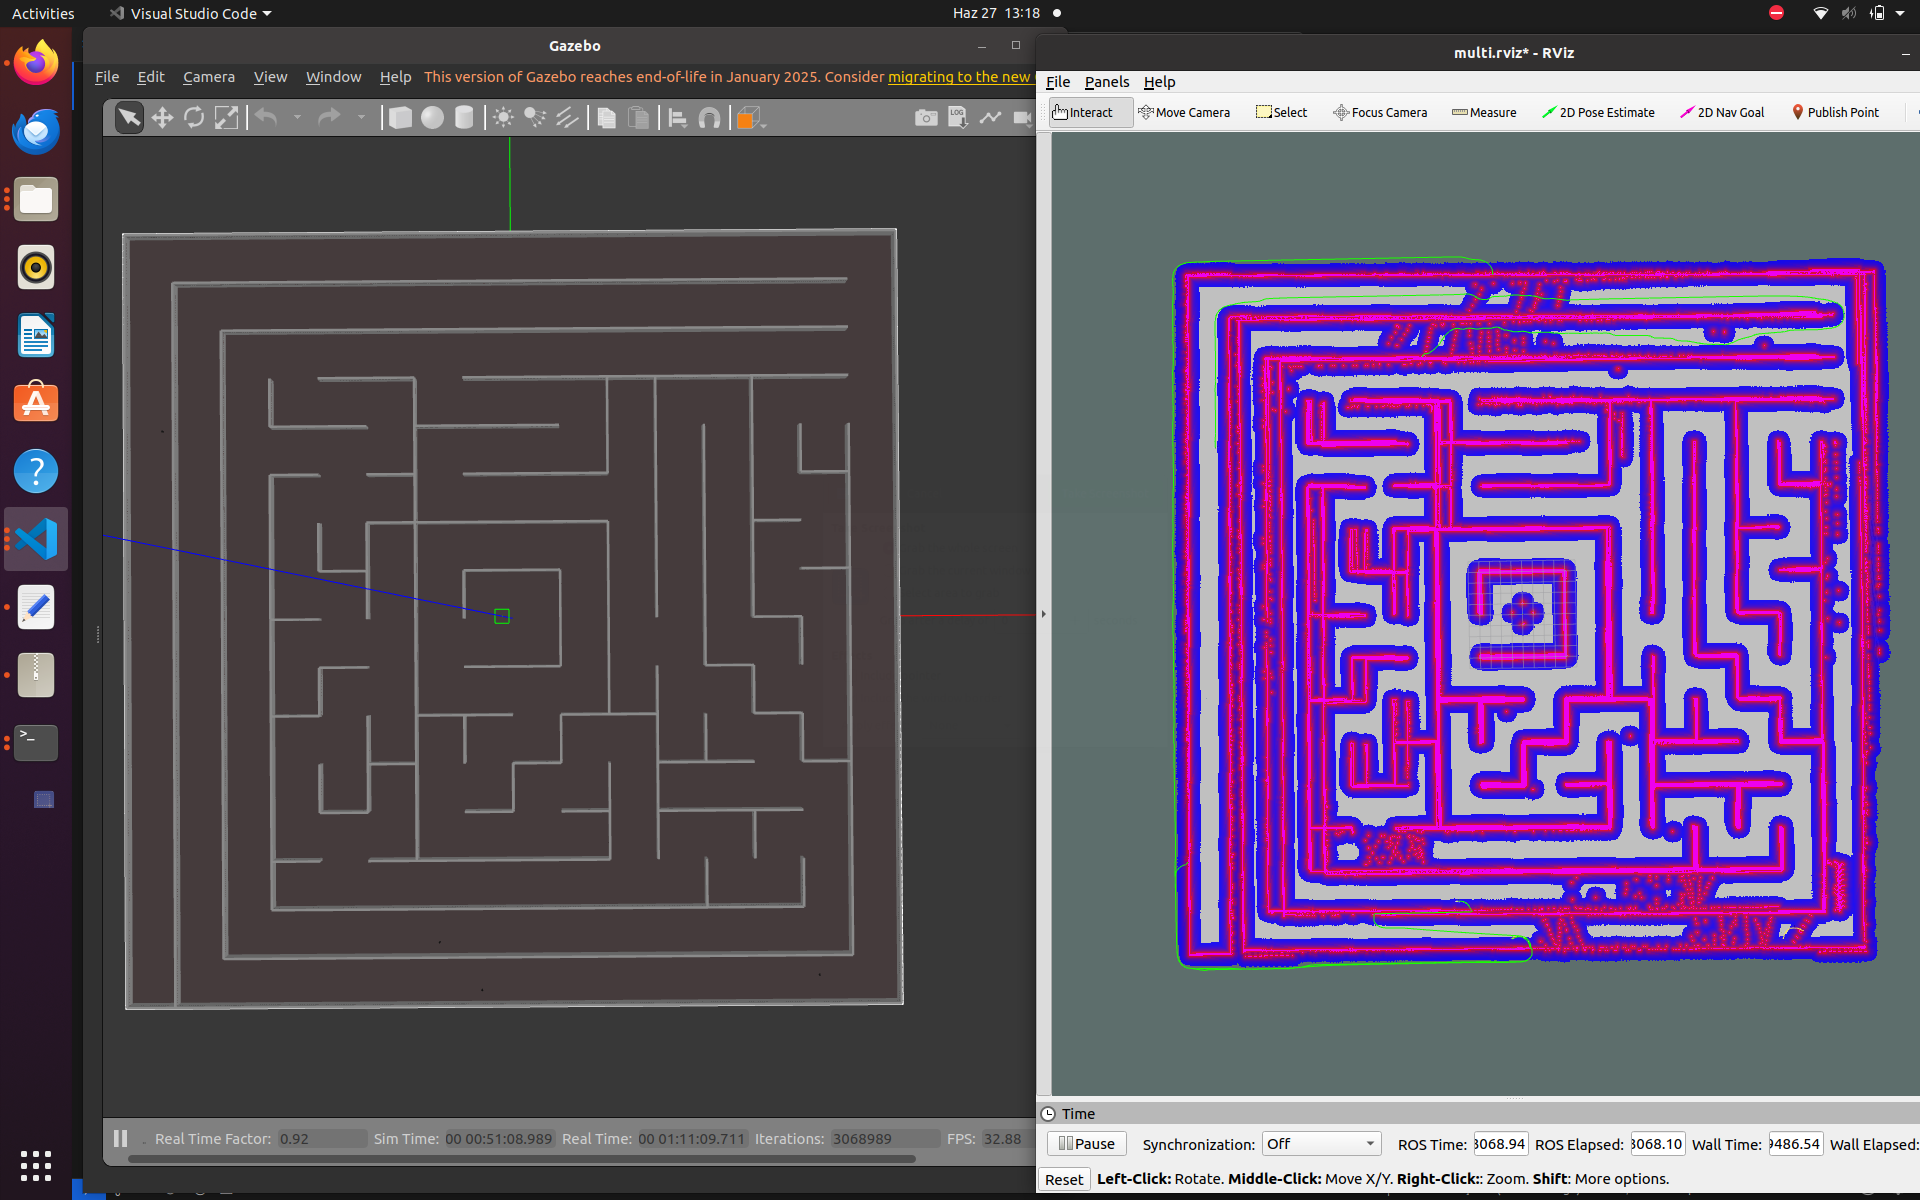 Activities
Visual Studio Code
Haz 27 13:18
Gazebo
File Edit Camera View Window Help This version of Gazebo reaches end-of-life in January 2025. Consider migrating to the new
LOG
Real Time Factor: 0.92 Sim Time: 00 00:51:08.989 Real Time: 00 01:11:09.711 Iterations: 3068989 FPS: 32.88
multi.rviz* - RViz
File Panels Help
Interact Move Camera Select Focus Camera Measure 2D Pose Estimate 2D Nav Goal Publish Point
Time
Pause Synchronization: Off ROS Time: 3068.94 ROS Elapsed: 3068.10 Wall Time: 9486.54 Wall Elapsed:
Reset Left-Click: Rotate. Middle-Click: Move X/Y. Right-Click:: Zoom. Shift: More options.